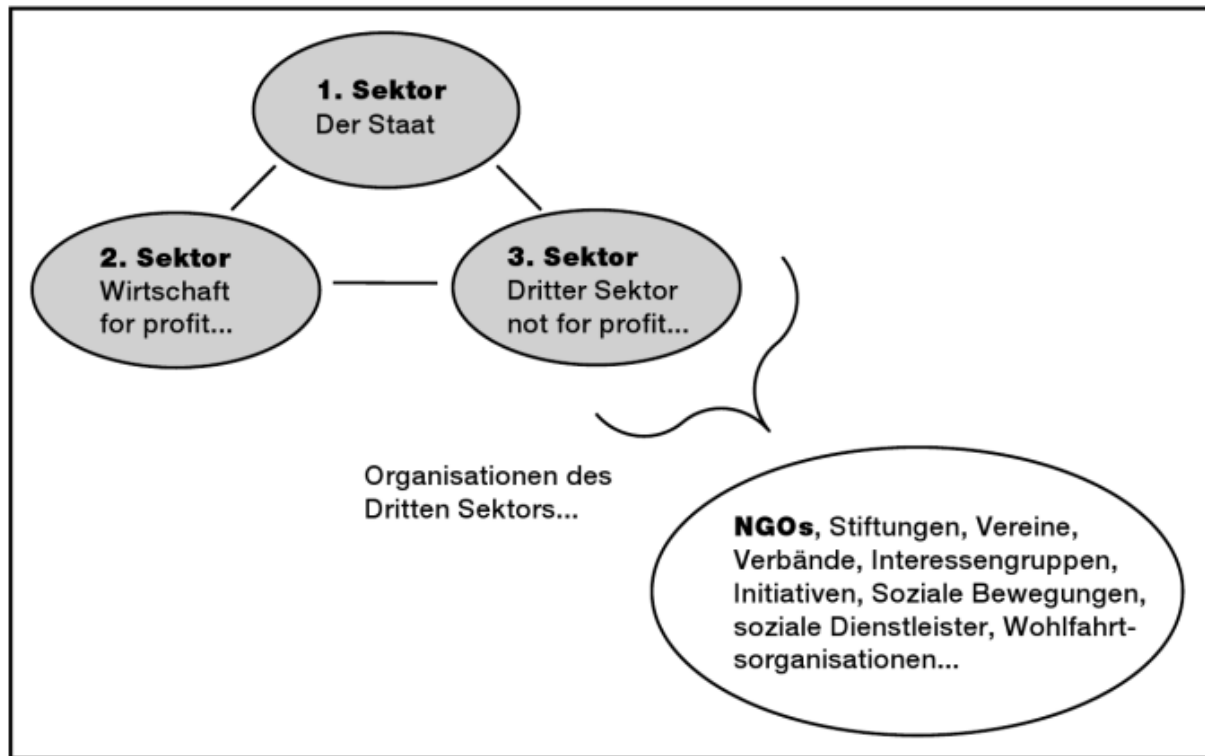 1. Sektor
Der Staat
2. Sektor
Wirtschaft
for profit...
3. Sektor
Dritter Sektor
not for profit...
Organisationen des
Dritten Sektors...
NGOs, Stiftungen, Vereine,
Verbände, Interessengruppen,
Initiativen, Soziale Bewegungen,
soziale Dienstleister, Wohlfahrt-
sorganisationen...